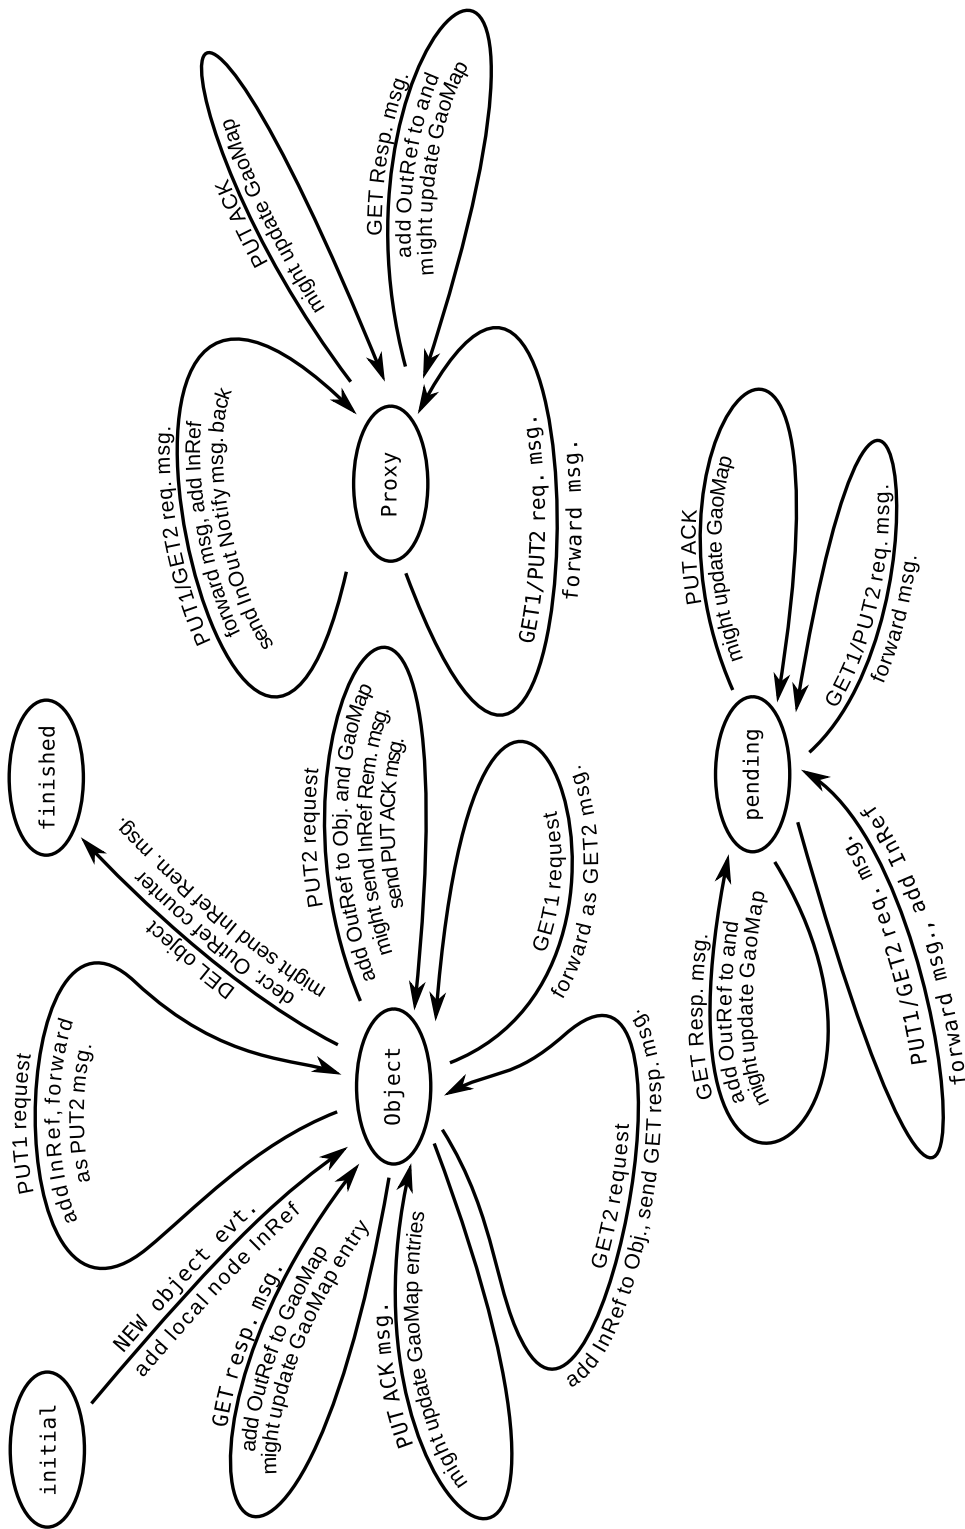 initial
NEW object evt.
add local node InRef
PUT1 request
add InRef, forward
as PUT2 msg.
DEL object
decr. OutRef counter
might send InRef Rem. msg.
finished
GET resp. msg.
add OutRef to GaoMap
might update GaoMap entry
PUT ACK msg.
might update GaoMap entries
Object
PUT2 request
add OutRef to Obj. and GaoMap
might send InRef Rem. msg.
send PUT ACK msg.
GET1 request
forward as GET2 msg.
GET2 request
add InRef to Obj., send GET resp. msg.
PUT1/GET2 req. msg.
forward msg, add InRef
send InOut Notify msg. back
PUT ACK
might update GaoMap
Proxy
GET Resp. msg.
add OutRef to and
might update GaoMap
GET1/PUT2 req. msg.
forward msg.
GET Resp. msg.
add OutRef to and
might update GaoMap
pending
PUT ACK
might update GaoMap
PUT1/GET2 req. msg.
forward msg., add InRef
GET1/PUT2 req. msg.
forward msg.